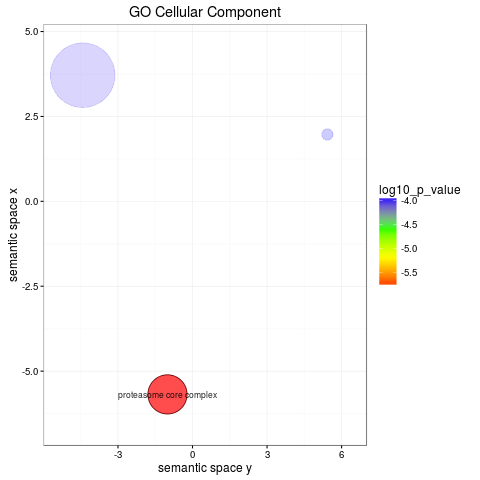 GO Cellular Component
5.0
2.5
0.0
-2.5
-5.0
semantic space x
proteasome core complex
-3
0
3
6
semantic space y
log10_p_value
-4.0
-4.5
-5.0
-5.5